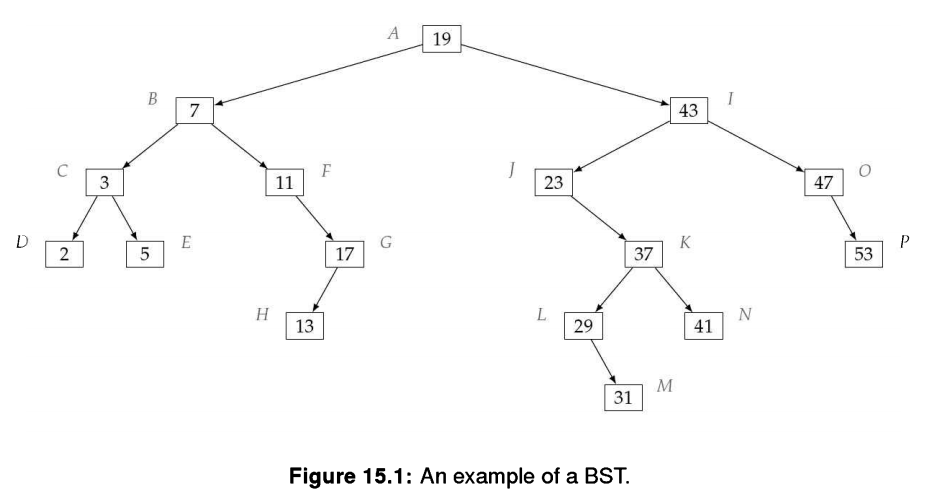 A 19
B 7 43 I
C 3 11 F J 23 47 O
D 2 5 E 17 G 37 K 53 P
H 13 L 29 41 N
31 M
Figure 15.1: An example of a BST.